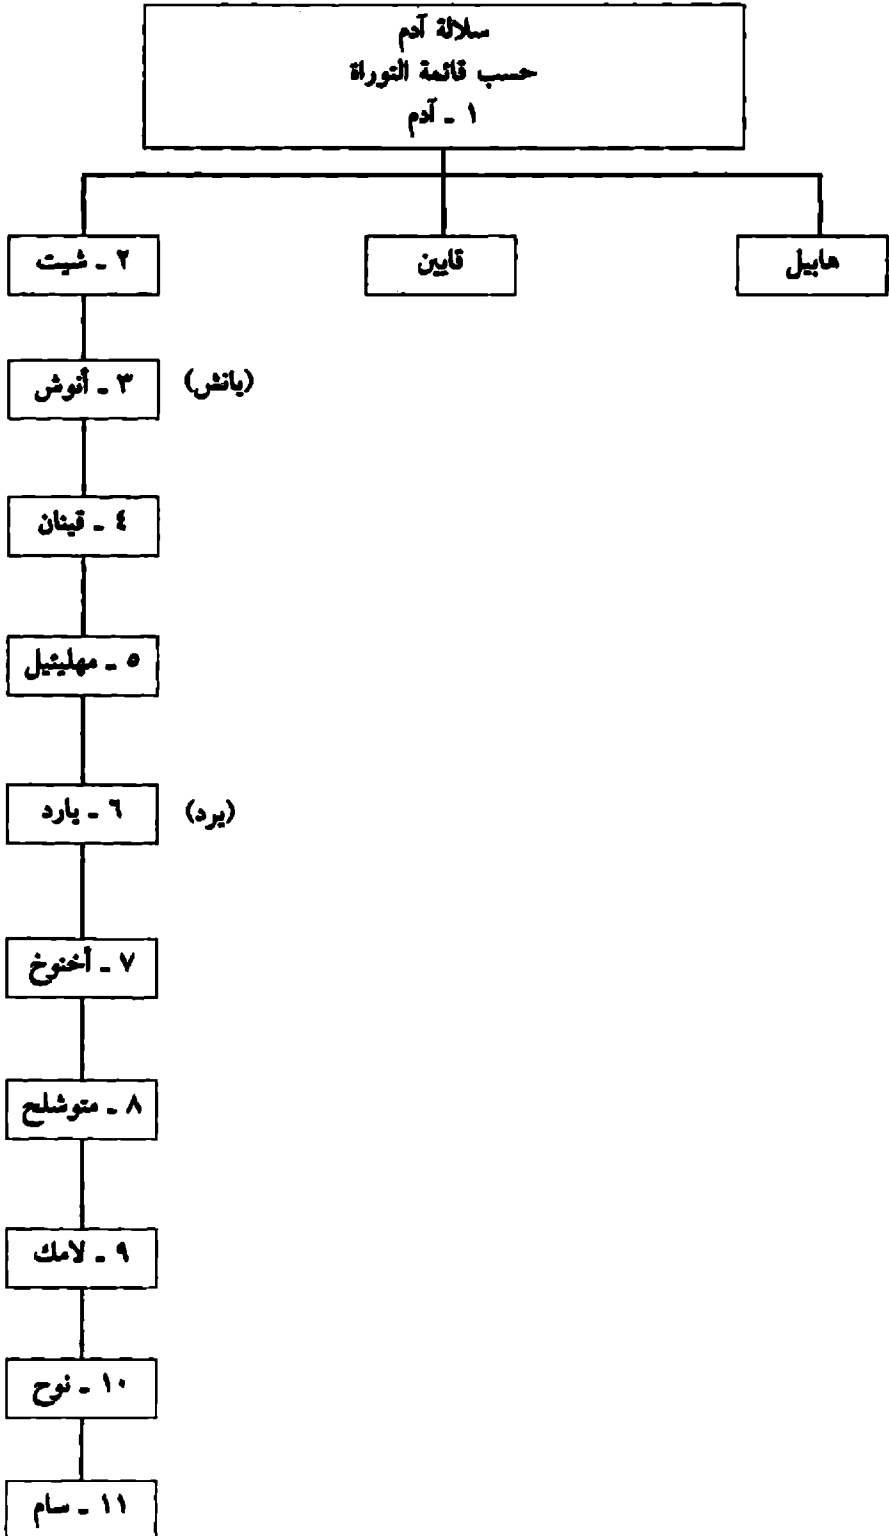 سلالة آدم
حسب قائمة التوراة
١ - آدم
هابيل
قايين
٢ - شيت
٣ - أنوش
(يانش)
٤ - قينان
٥ - مهليئيل
٦ - يارد
(يرد)
٧ - أخنوخ
٨ - متوشلح
٩ - لامك
١٠ - نوح
١١ - سام